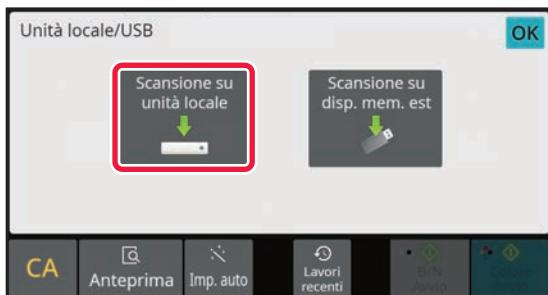 Unità locale/USB
OK
Scansione su
unità locale
Scansione su
disp. mem. est
CA
Anteprima
Imp. auto
Lavori
recenti
B/N
Avvio